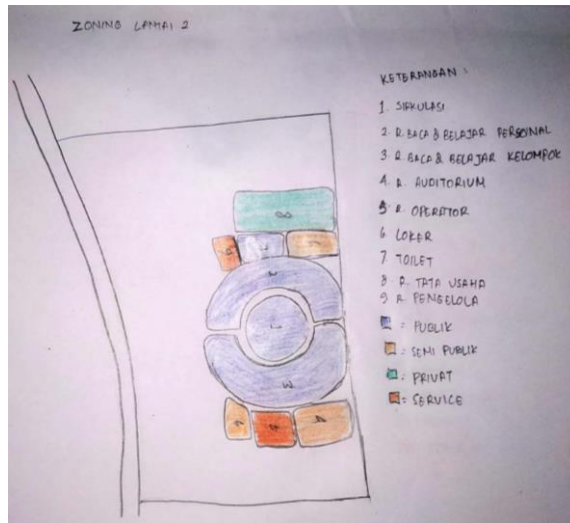 ZONING LANTAI 2
KETERANGAN :
1. SIRKULASI
2. R. BACA & BELAJAR PERSONAL
3. R. BACA & BELAJAR KELOMPOK
4. R. AUDITORIUM
5. R. OPERATOR
6. LOKER
7. TOILET
8. R. TATA USAHA
9. R. PENGELOLA
= PUBLIK
= SEMI PUBLIK
= PRIVAT
= SERVICE